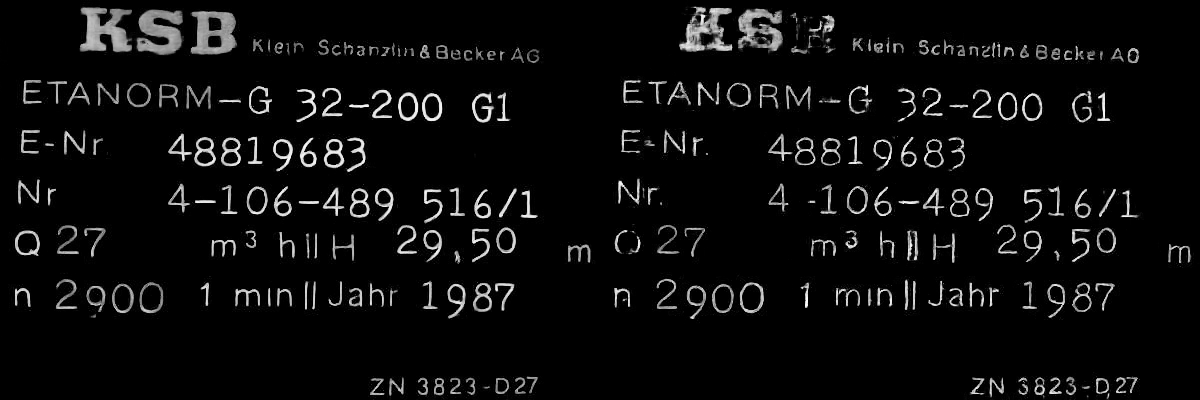 KSB Klein Schanzlin & Becker AG
ETANORM-G 32-200 G1
E-Nr. 48819683
Nr 4-106-489 516/1
Q 27 m³ h || H 29,50 m
n 2900 1 min || Jahr 1987
ZN 3823-D27
KSB Klein Schanzlin & Becker AG
ETANORM-G 32-200 G1
E-Nr. 48819683
Nr. 4-106-489 516/1
Q 27 m³ h || H 29,50 m
n 2900 1 min || Jahr 1987
ZN 3823-D27